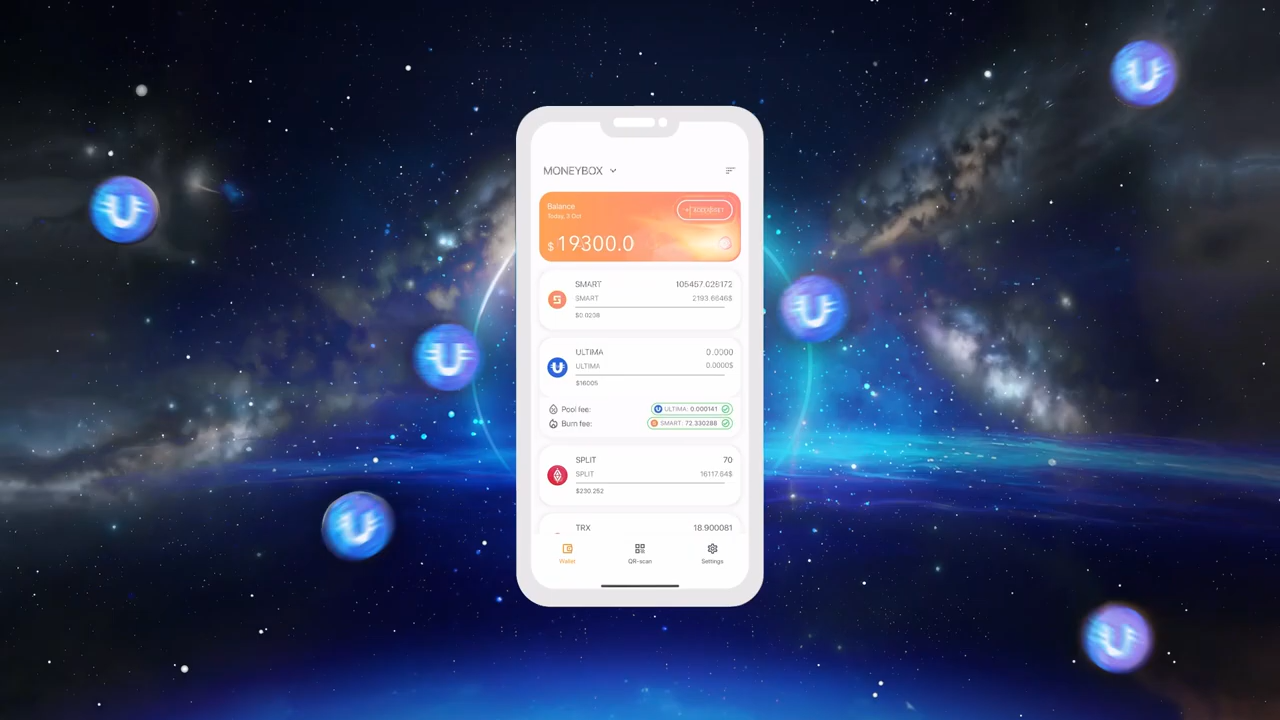 MONEYBOX
Balance
Today, 3 Oct
$ 19300.0
SMART 105457.028172
SMART 2193.6646$
$0.0208
ULTIMA 0.0000
ULTIMA 0.0000$
$16005
Pool fee: ULTIMA: 0.000141
Burn fee: SMART: 72.330288
SPLIT 70
SPLIT 16117.64$
$230.252
TRX 18.900081
Wallet QR-scan Settings